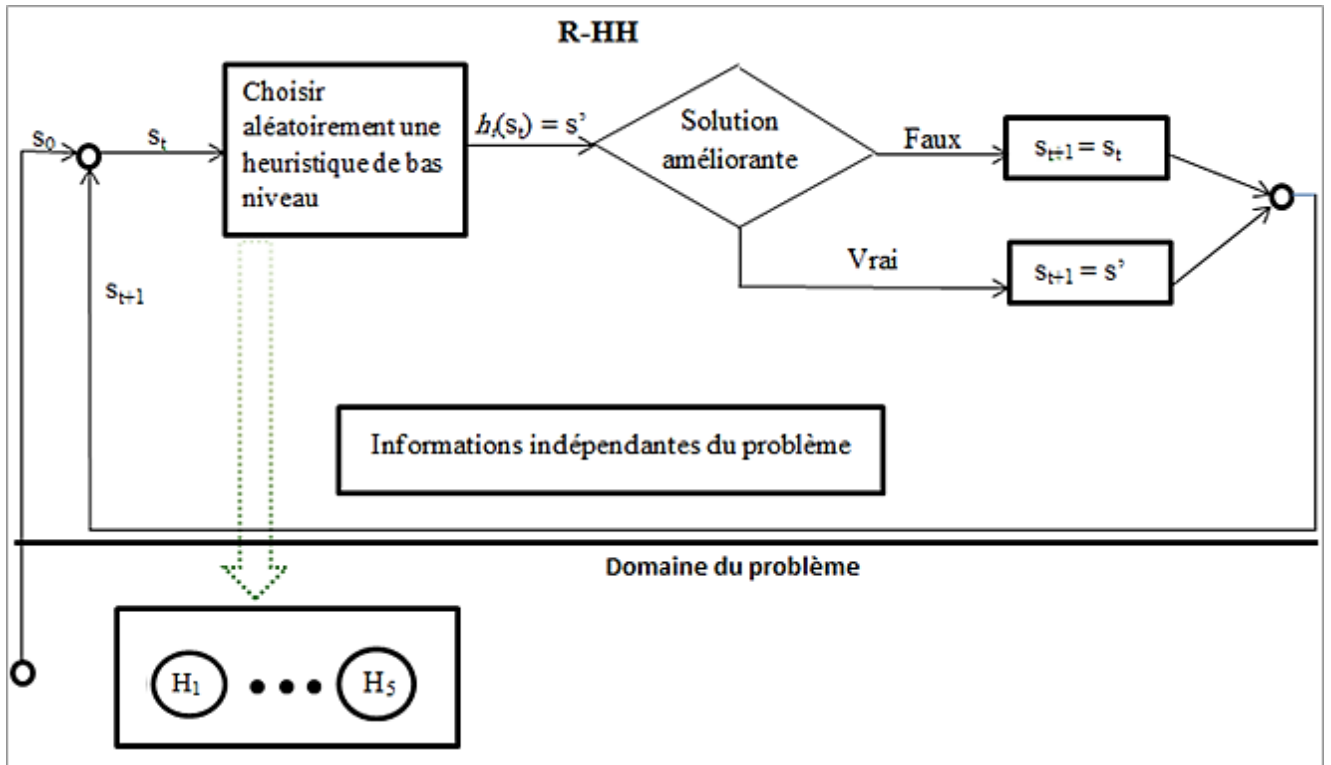 R-HH
s₀
sₜ
Choisir
aléatoirement une
heuristique de bas
niveau
hᵢ(sₜ) = s’
Solution
améliorante
Faux
sₜ₊₁ = sₜ
Vrai
sₜ₊₁ = s’
sₜ₊₁
Informations indépendantes du problème
Domaine du problème
H₁ ••• H₅